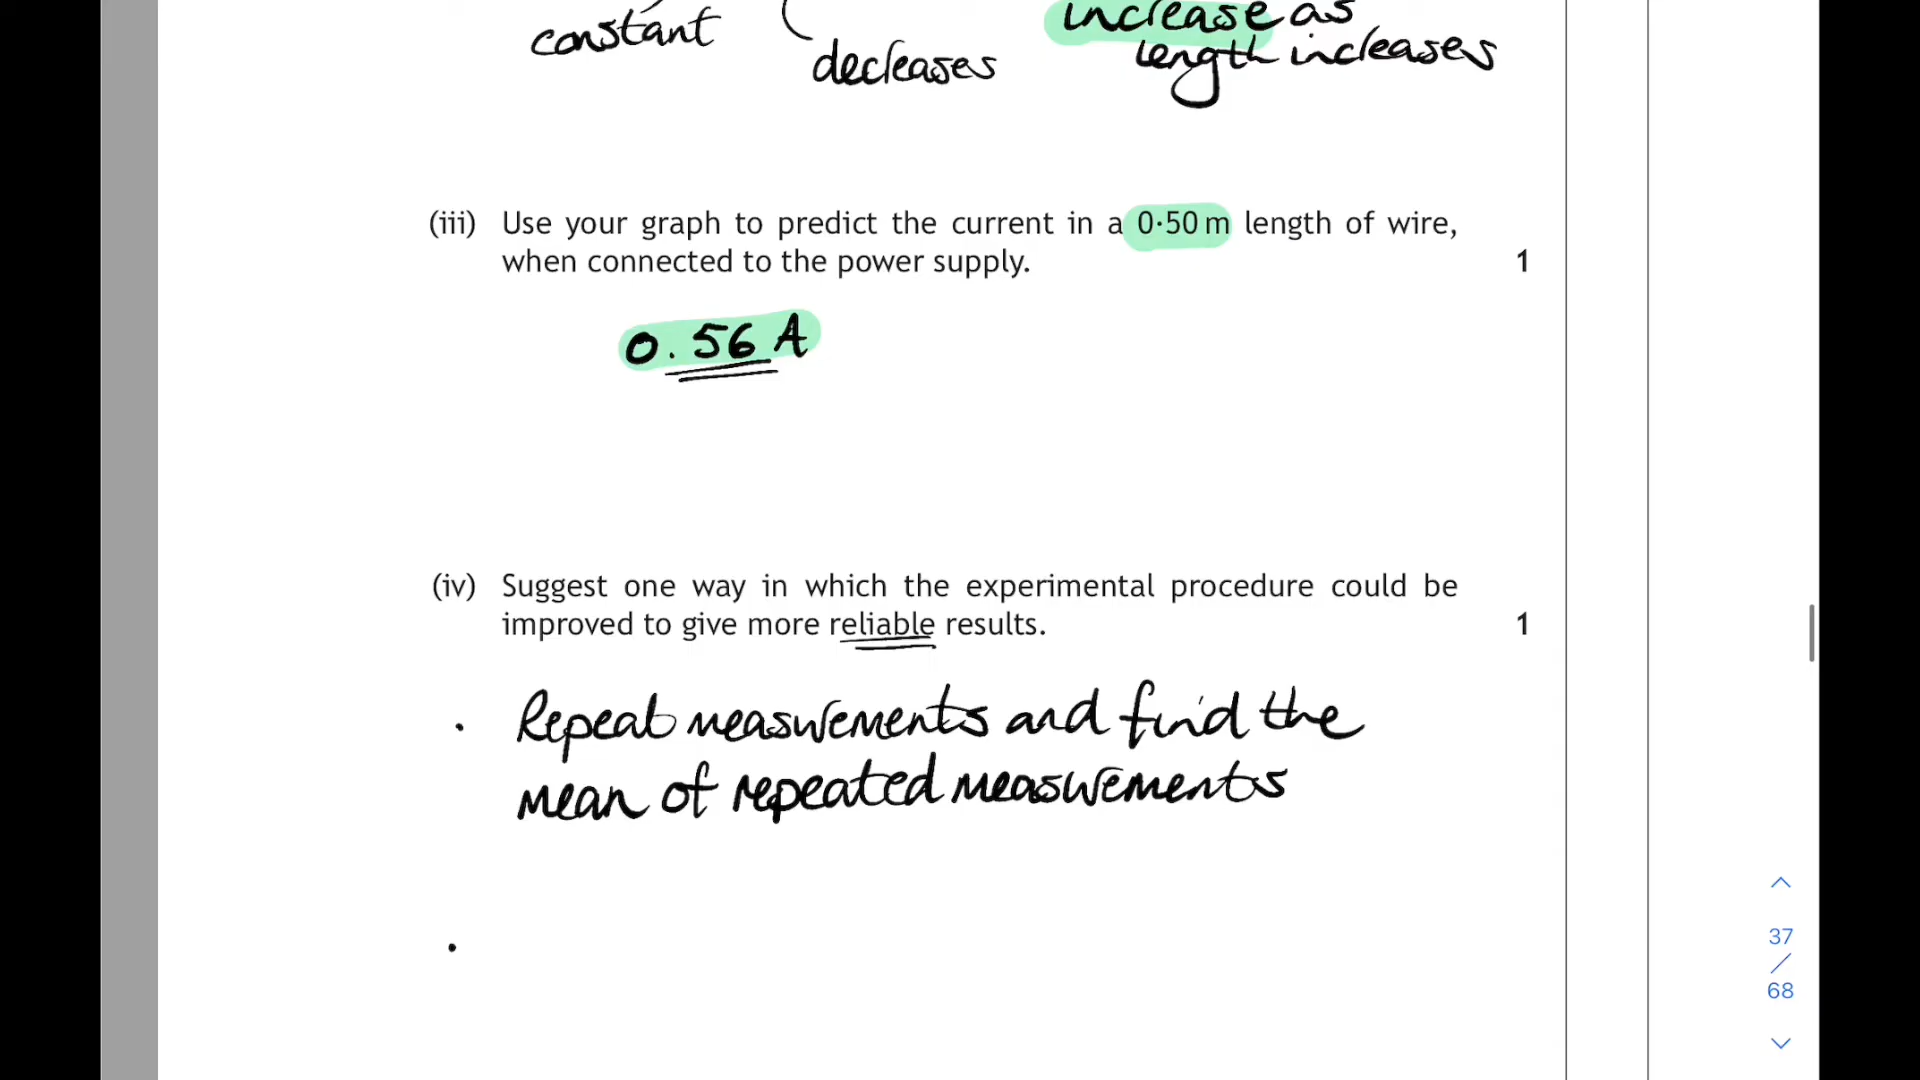 increase as
constant
decreases
length increases
(iii) Use your graph to predict the current in a 0·50 m length of wire,
when connected to the power supply. 1
0.56 A
(iv) Suggest one way in which the experimental procedure could be
improved to give more reliable results. 1
• Repeat measurements and find the
mean of repeated measurements
•
37
/
68